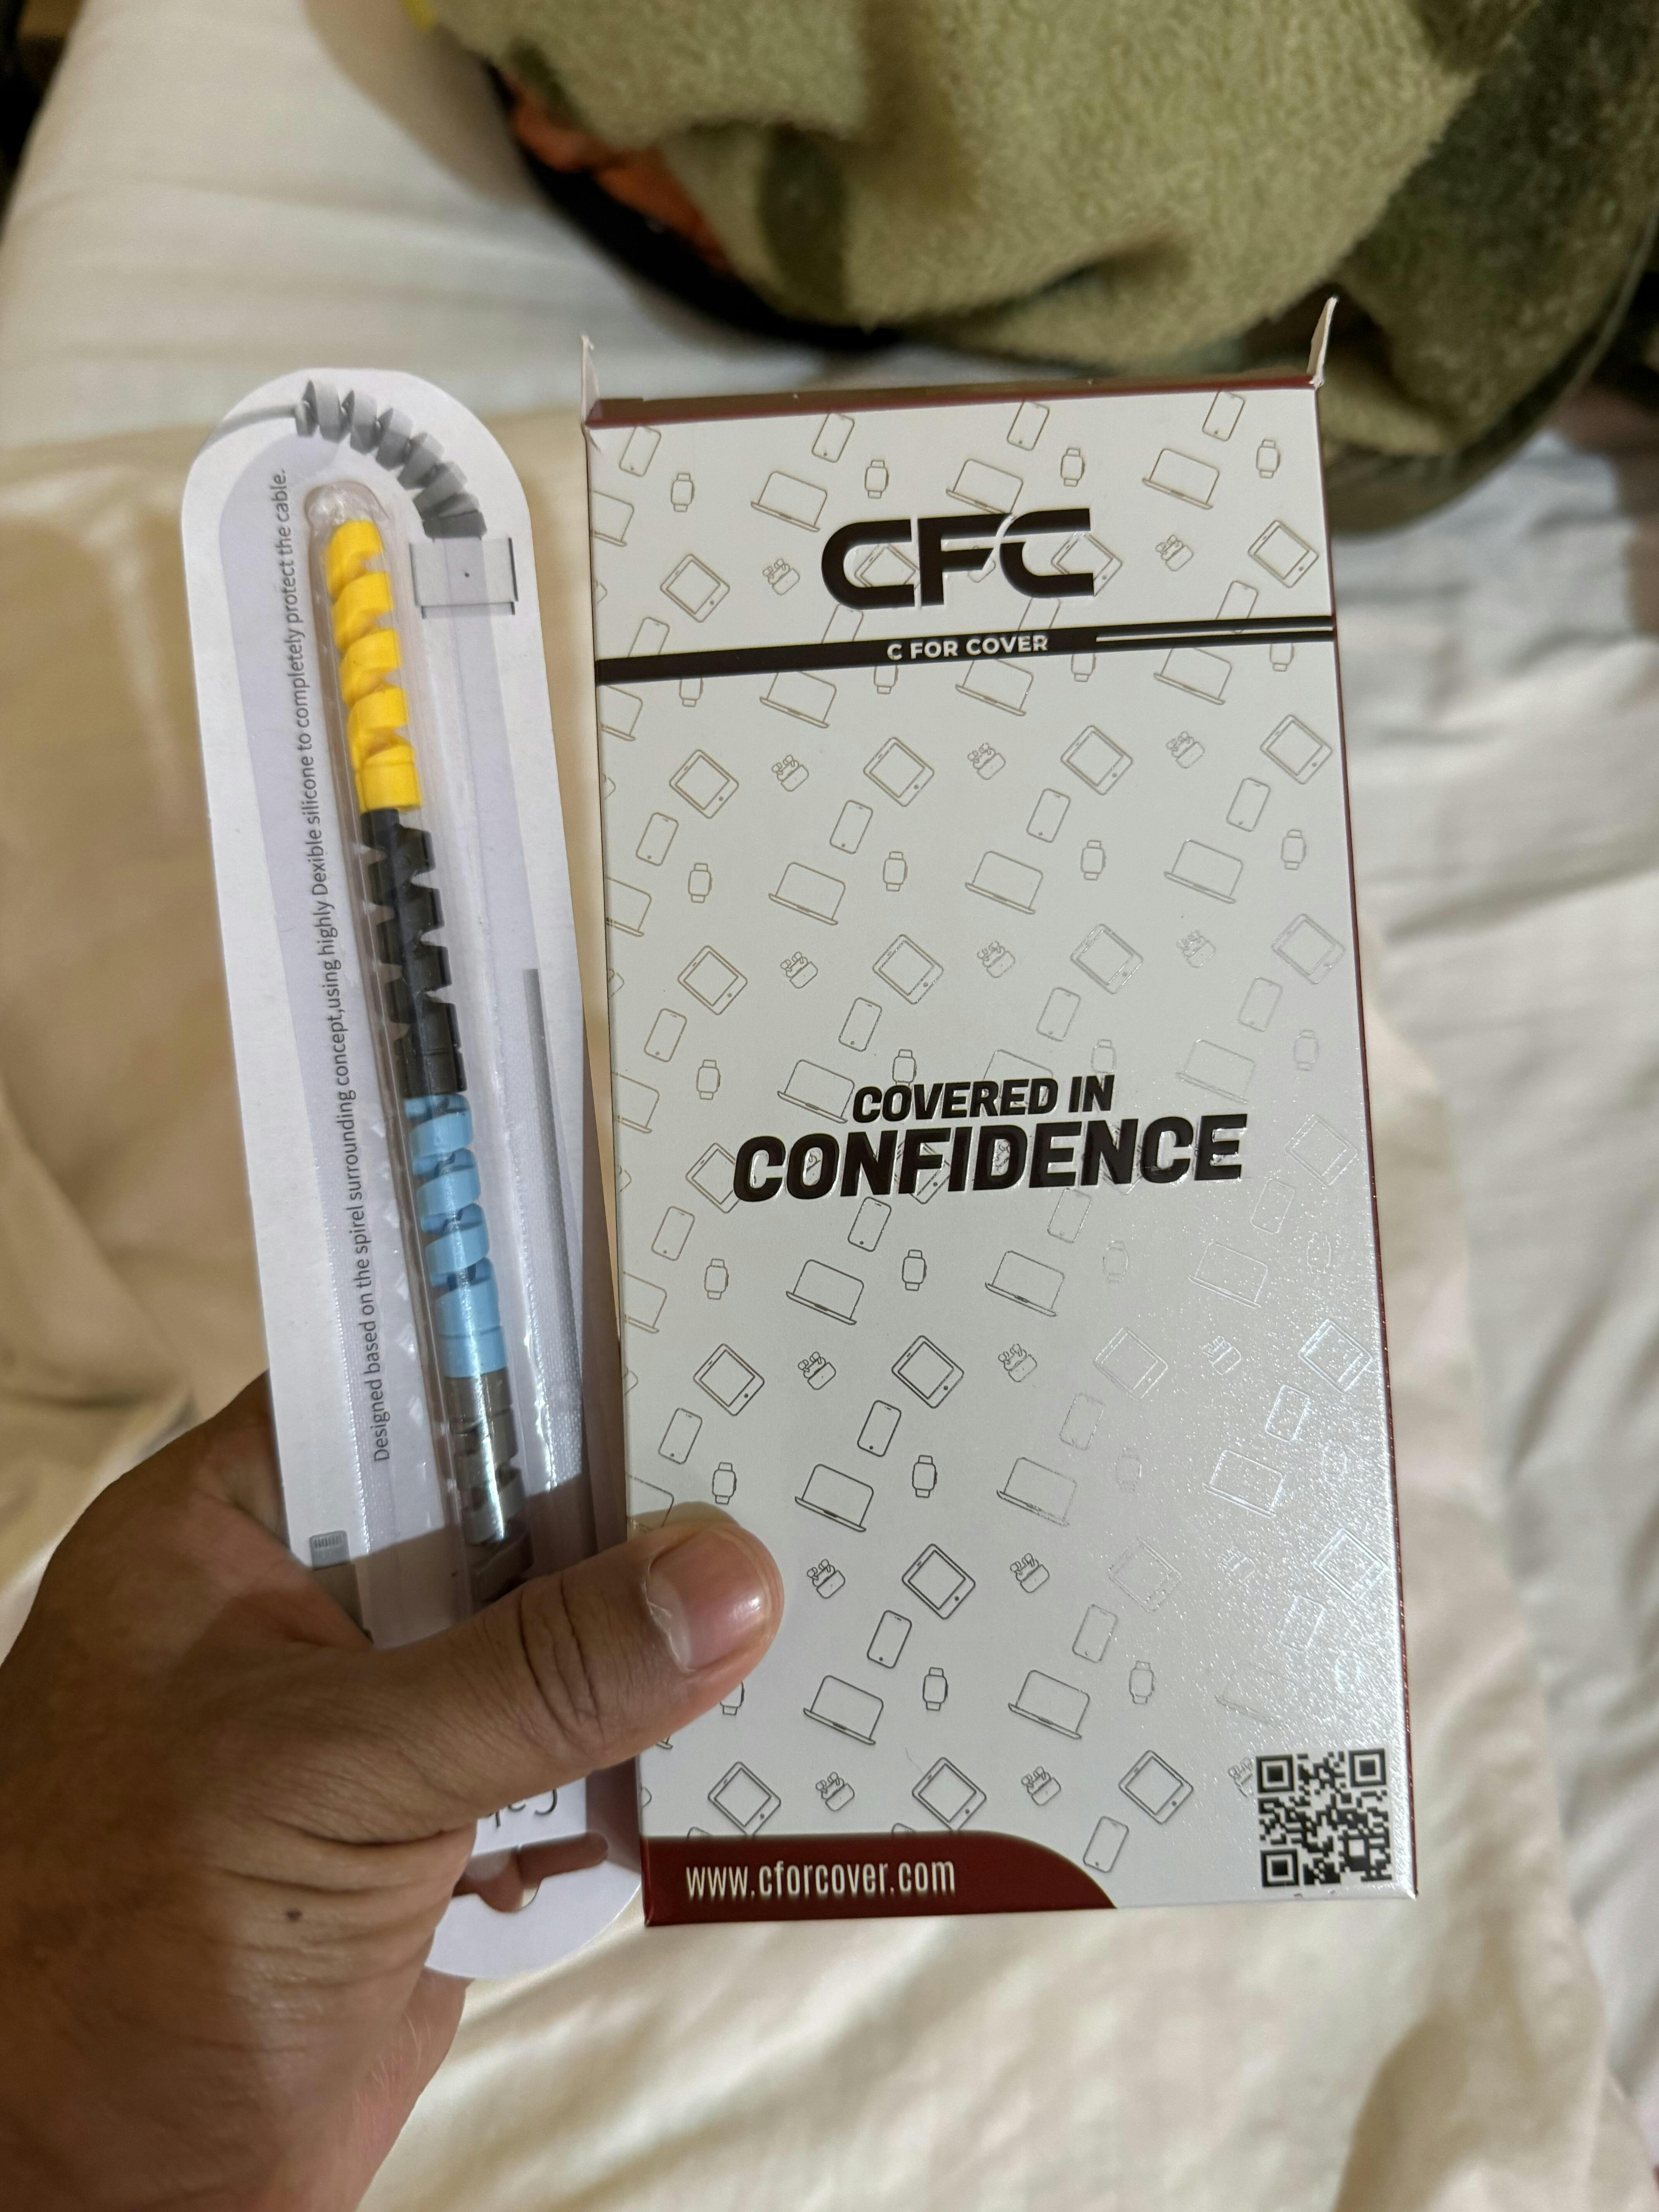 Designed based on the spirel surrounding concept,using highly Dexible silicone to completely protect the cable.
CFC
C FOR COVER
COVERED IN
CONFIDENCE
www.cforcover.com